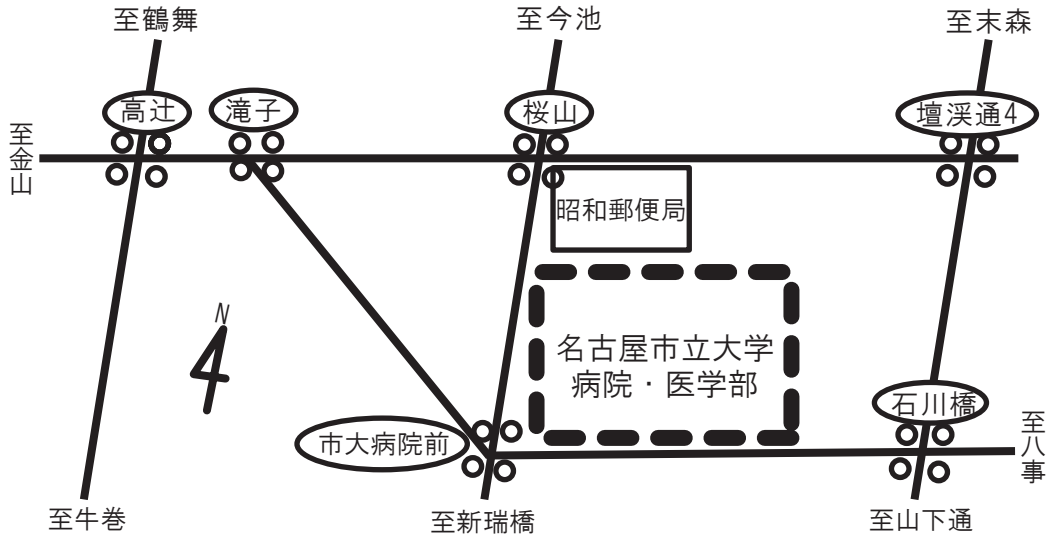 至鶴舞
至今池
至末森
高辻
滝子
桜山
壇渓通4
至金山
昭和郵便局
N
名古屋市立大学
病院・医学部
石川橋
市大病院前
至八事
至牛巻
至新瑞橋
至山下通